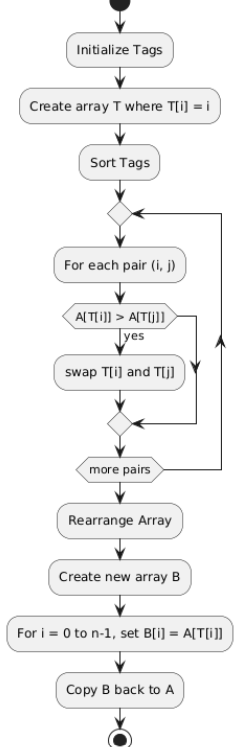 Initialize Tags
Create array T where T[i] = i
Sort Tags
For each pair (i, j)
A[T[i]] > A[T[j]]
yes
swap T[i] and T[j]
more pairs
Rearrange Array
Create new array B
For i = 0 to n-1, set B[i] = A[T[i]]
Copy B back to A